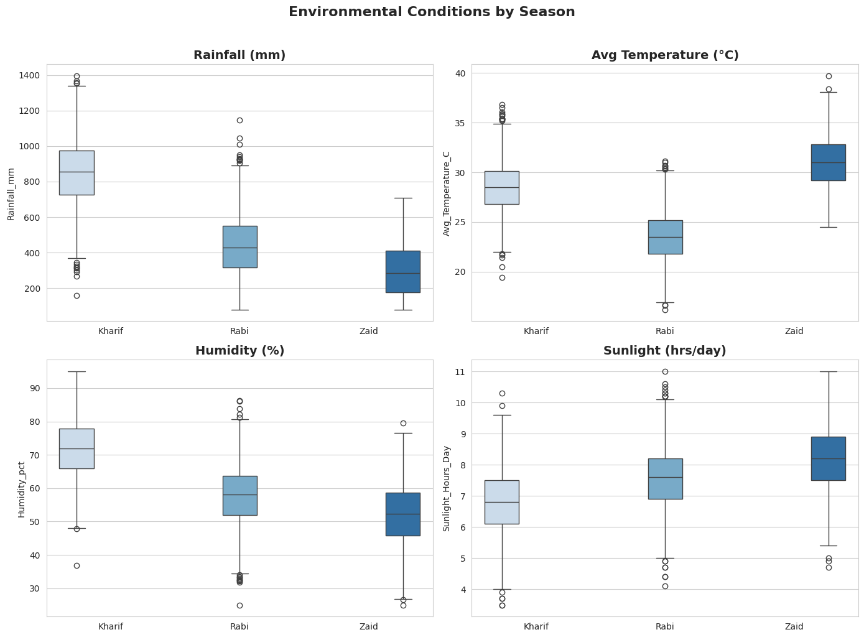 Environmental Conditions by Season
Rainfall (mm)
Rainfall_mm
1400
1200
1000
800
600
400
200
Kharif Rabi Zaid
Avg Temperature (°C)
Avg_Temperature_C
40
35
30
25
20
Kharif Rabi Zaid
Humidity (%)
Humidity_pct
90
80
70
60
50
40
30
Kharif Rabi Zaid
Sunlight (hrs/day)
Sunlight_Hours_Day
11
10
9
8
7
6
5
4
Kharif Rabi Zaid